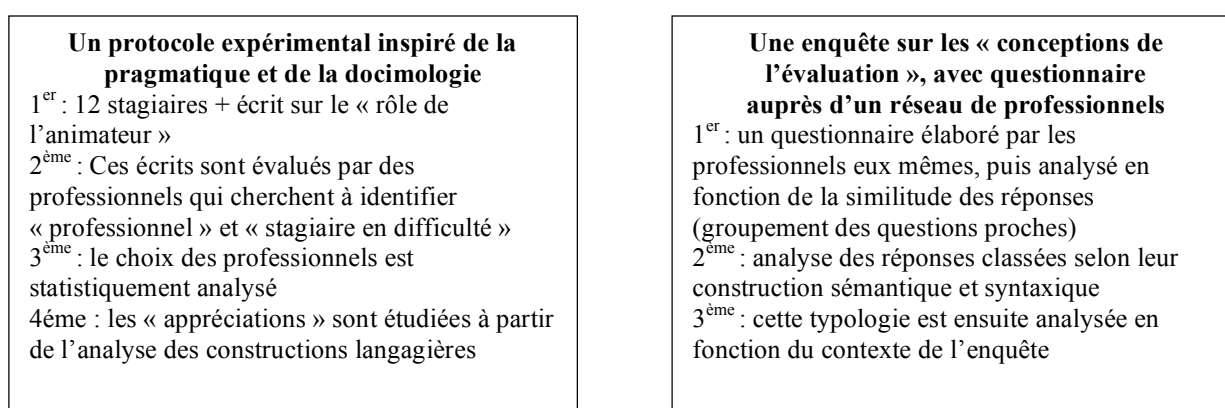 Un protocole expérimental inspiré de la
pragmatique et de la docimologie
1er : 12 stagiaires + écrit sur le « rôle de
l’animateur »
2ème : Ces écrits sont évalués par des
professionnels qui cherchent à identifier
« professionnel » et « stagiaire en difficulté »
3ème : le choix des professionnels est
statistiquement analysé
4éme : les « appréciations » sont étudiées à partir
de l’analyse des constructions langagières
Une enquête sur les « conceptions de
l’évaluation », avec questionnaire
auprès d’un réseau de professionnels
1er : un questionnaire élaboré par les
professionnels eux mêmes, puis analysé en
fonction de la similitude des réponses
(groupement des questions proches)
2ème : analyse des réponses classées selon leur
construction sémantique et syntaxique
3ème : cette typologie est ensuite analysée en
fonction du contexte de l’enquête